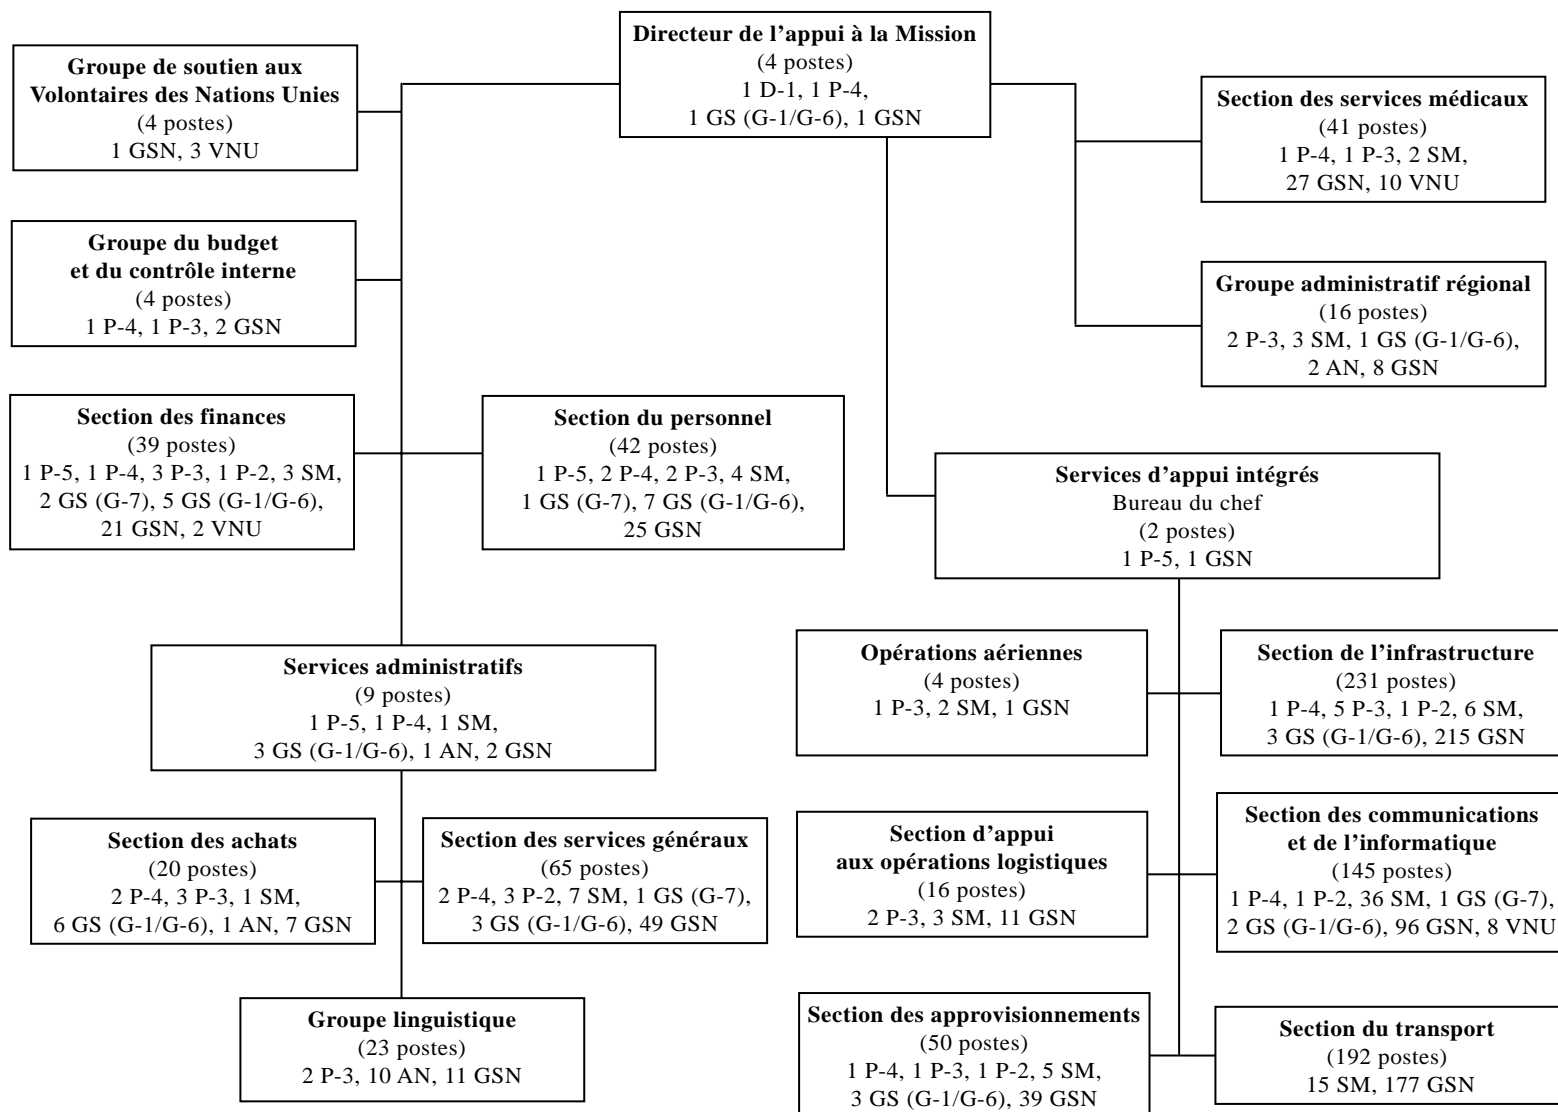 Directeur de l'appui à la Mission
(4 postes)
1 D-1, 1 P-4,
1 GS (G-1/G-6), 1 GSN
Groupe de soutien aux
Volontaires des Nations Unies
(4 postes)
1 GSN, 3 VNU
Section des services médicaux
(41 postes)
1 P-4, 1 P-3, 2 SM,
27 GSN, 10 VNU
Groupe du budget
et du contrôle interne
(4 postes)
1 P-4, 1 P-3, 2 GSN
Groupe administratif régional
(16 postes)
2 P-3, 3 SM, 1 GS (G-1/G-6),
2 AN, 8 GSN
Section des finances
(39 postes)
1 P-5, 1 P-4, 3 P-3, 1 P-2, 3 SM,
2 GS (G-7), 5 GS (G-1/G-6),
21 GSN, 2 VNU
Section du personnel
(42 postes)
1 P-5, 2 P-4, 2 P-3, 4 SM,
1 GS (G-7), 7 GS (G-1/G-6),
25 GSN
Services d'appui intégrés
Bureau du chef
(2 postes)
1 P-5, 1 GSN
Services administratifs
(9 postes)
1 P-5, 1 P-4, 1 SM,
3 GS (G-1/G-6), 1 AN, 2 GSN
Opérations aériennes
(4 postes)
1 P-3, 2 SM, 1 GSN
Section de l'infrastructure
(231 postes)
1 P-4, 5 P-3, 1 P-2, 6 SM,
3 GS (G-1/G-6), 215 GSN
Section des achats
(20 postes)
2 P-4, 3 P-3, 1 SM,
6 GS (G-1/G-6), 1 AN, 7 GSN
Section des services généraux
(65 postes)
2 P-4, 3 P-2, 7 SM, 1 GS (G-7),
3 GS (G-1/G-6), 49 GSN
Section d'appui
aux opérations logistiques
(16 postes)
2 P-3, 3 SM, 11 GSN
Section des communications
et de l'informatique
(145 postes)
1 P-4, 1 P-2, 36 SM, 1 GS (G-7),
2 GS (G-1/G-6), 96 GSN, 8 VNU
Groupe linguistique
(23 postes)
2 P-3, 10 AN, 11 GSN
Section des approvisionnements
(50 postes)
1 P-4, 1 P-3, 1 P-2, 5 SM,
3 GS (G-1/G-6), 39 GSN
Section du transport
(192 postes)
15 SM, 177 GSN